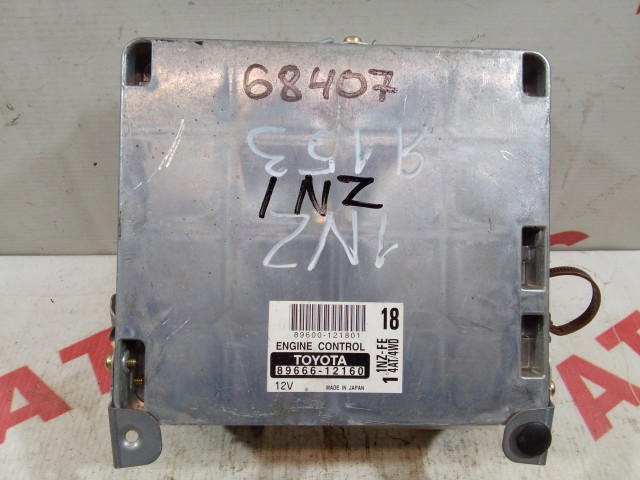 68407
9153
1NZ
1NZ
89600-121801
18
ENGINE CONTROL
TOYOTA
89666-12160
12V
MADE IN JAPAN
1
1NZ-FE
4AT/4WD